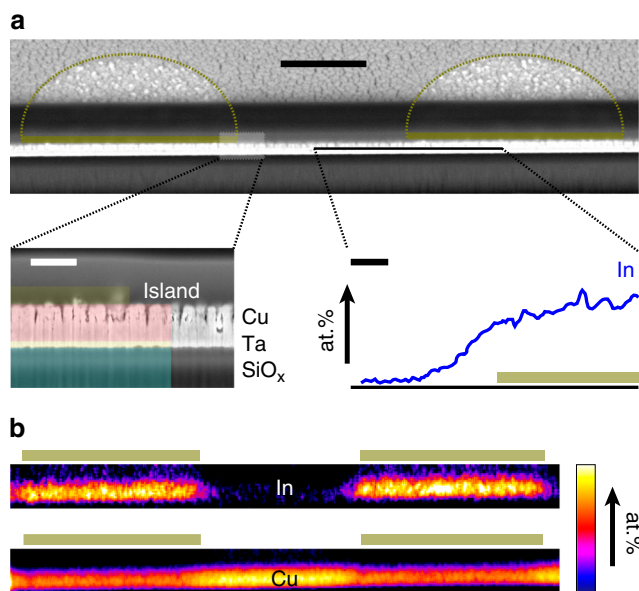 a
In
Island
Cu
Ta
SiOx
at.%
b
In
Cu
at.%